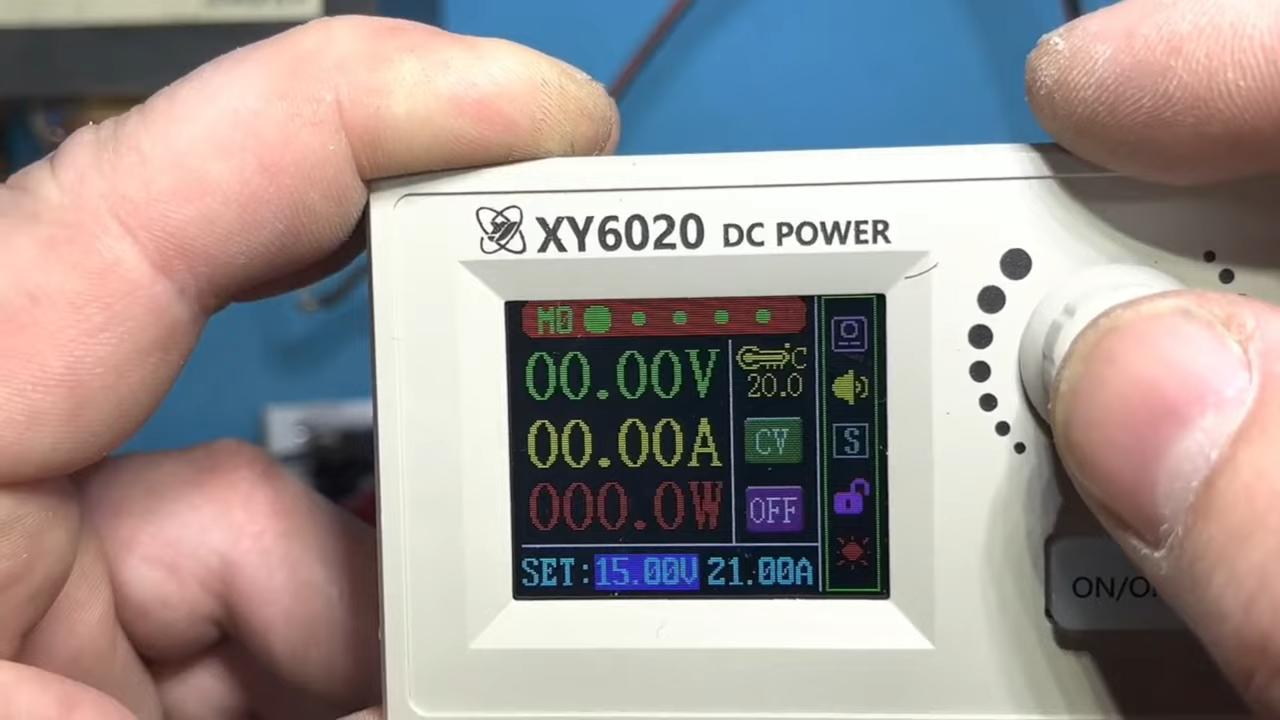 XY6020 DC POWER
M0
00.00V
°C
20.0
00.00A
CV
S
000.0W
OFF
SET: 15.00V 21.00A